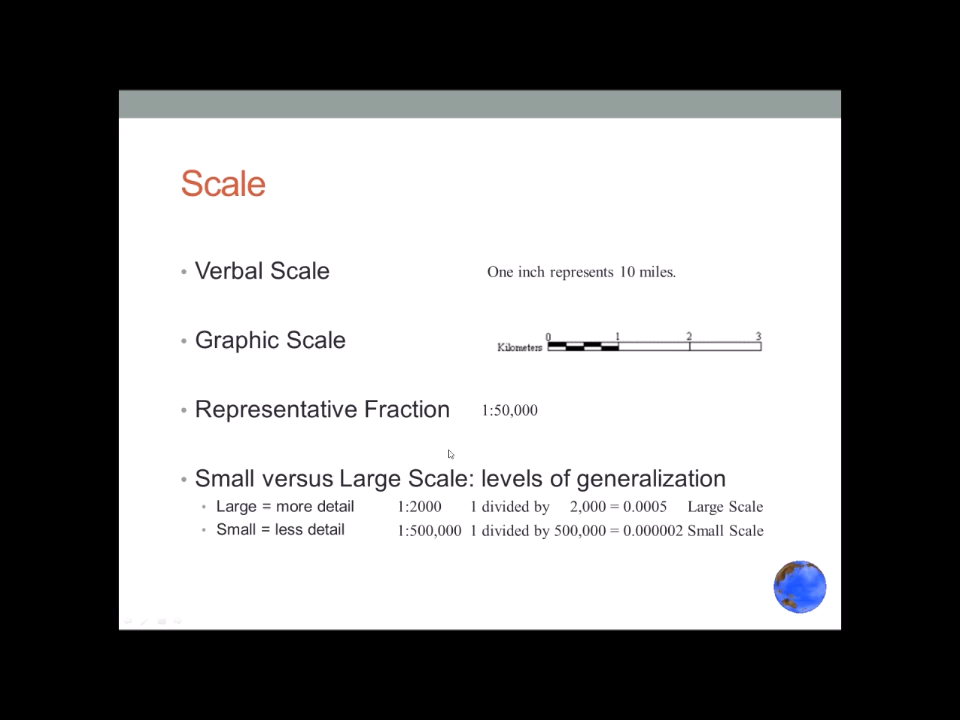 Scale
• Verbal Scale One inch represents 10 miles.
• Graphic Scale Kilometers 0 1 2 3
• Representative Fraction 1:50,000
• Small versus Large Scale: levels of generalization
• Large = more detail 1:2000 1 divided by 2,000 = 0.0005 Large Scale
• Small = less detail 1:500,000 1 divided by 500,000 = 0.000002 Small Scale